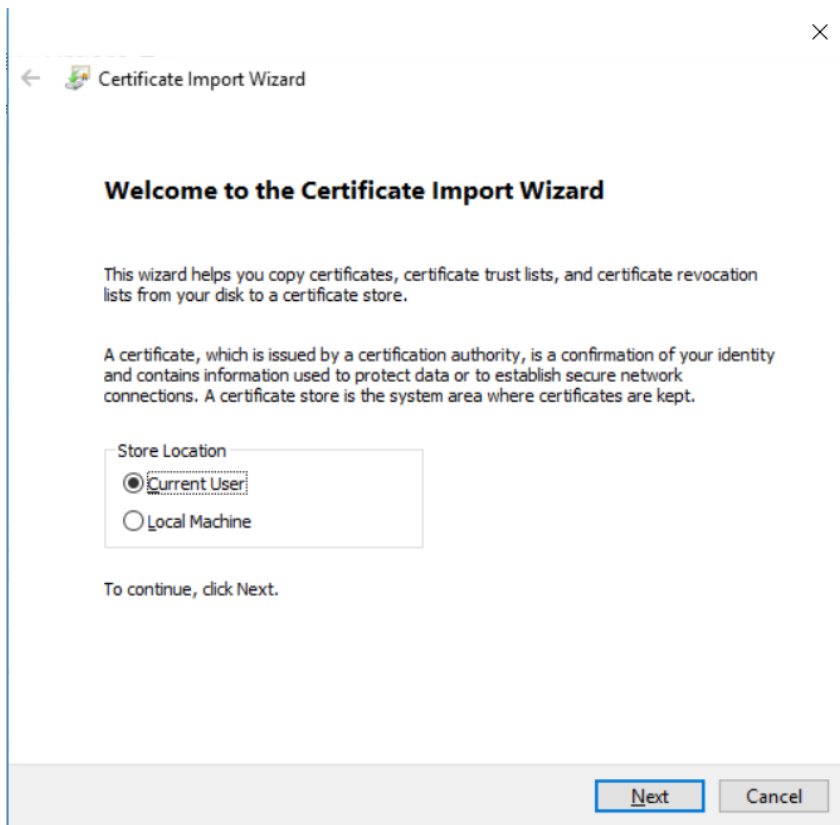 Certificate Import Wizard
Welcome to the Certificate Import Wizard
This wizard helps you copy certificates, certificate trust lists, and certificate revocation
lists from your disk to a certificate store.
A certificate, which is issued by a certification authority, is a confirmation of your identity
and contains information used to protect data or to establish secure network
connections. A certificate store is the system area where certificates are kept.
Store Location
Current User
Local Machine
To continue, click Next.
Next Cancel